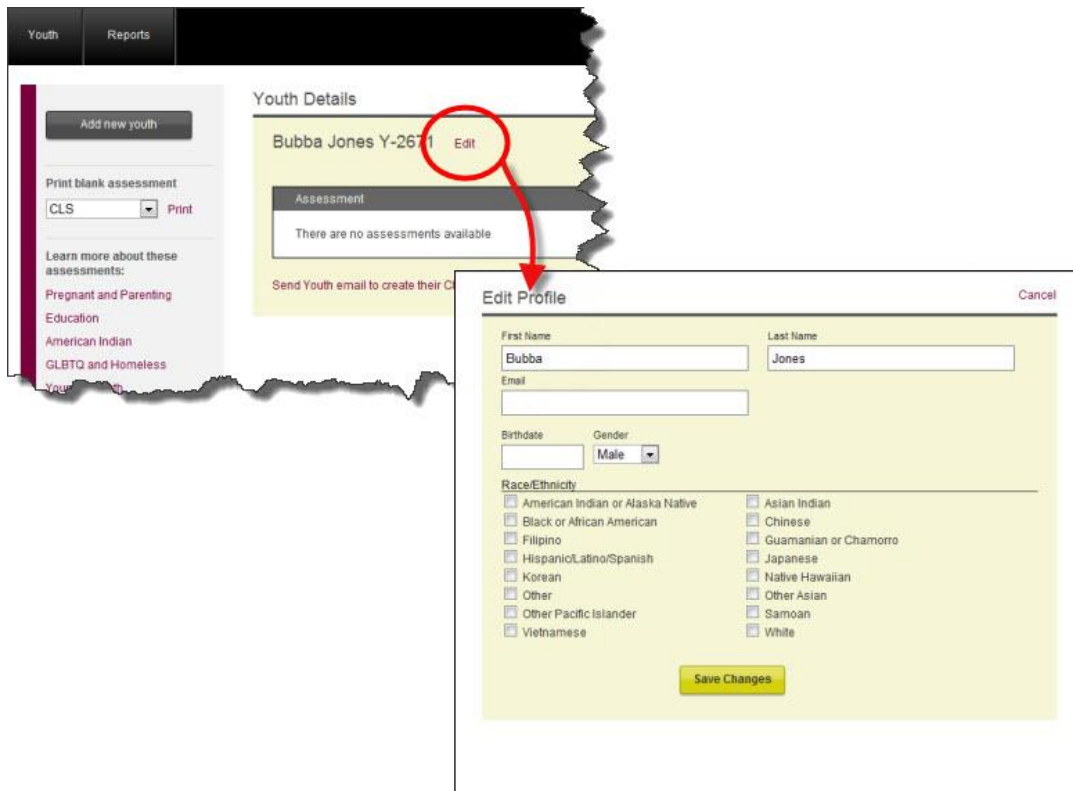 Youth Reports
Add new youth
Print blank assessment
CLS Print
Learn more about these
assessments:
Pregnant and Parenting
Education
American Indian
GLBTQ and Homeless
Youth Details
Bubba Jones Y-2671 Edit
Assessment
There are no assessments available
Send Youth email to create their
Edit Profile Cancel
First Name Last Name
Bubba Jones
Email
Birthdate Gender
Male
Race/Ethnicity
American Indian or Alaska Native Asian Indian
Black or African American Chinese
Filipino Guamanian or Chamorro
Hispanic/Latino/Spanish Japanese
Korean Native Hawaiian
Other Other Asian
Other Pacific Islander Samoan
Vietnamese White
Save Changes